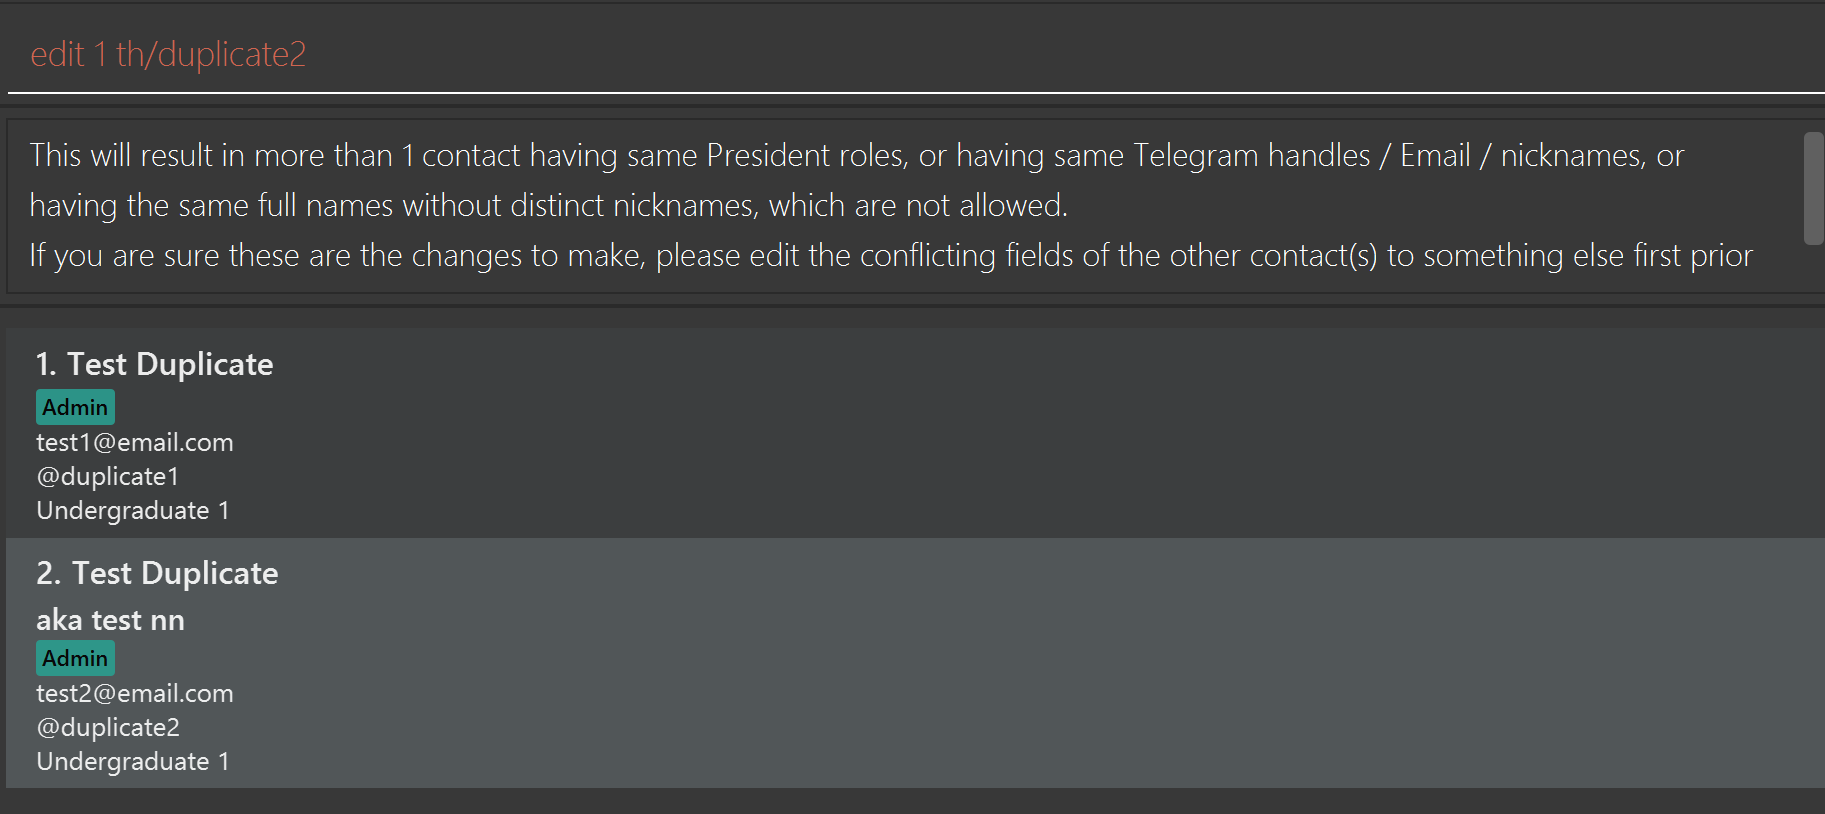 edit 1 th/duplicate2
This will result in more than 1 contact having same President roles, or having same Telegram handles / Email / nicknames, or
having the same full names without distinct nicknames, which are not allowed.
If you are sure these are the changes to make, please edit the conflicting fields of the other contact(s) to something else first prior
1. Test Duplicate
Admin
test1@email.com
@duplicate1
Undergraduate 1
2. Test Duplicate
aka test nn
Admin
test2@email.com
@duplicate2
Undergraduate 1